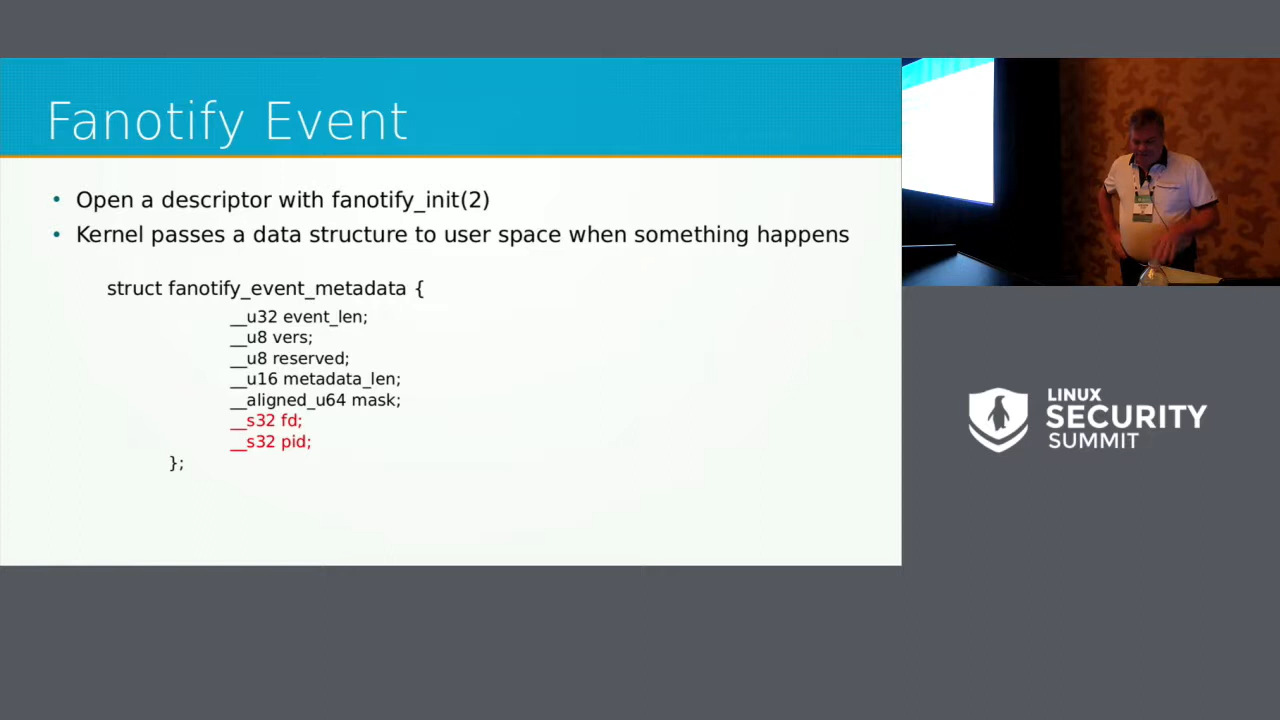 Fanotify Event
• Open a descriptor with fanotify_init(2)
• Kernel passes a data structure to user space when something happens
struct fanotify_event_metadata {
__u32 event_len;
__u8 vers;
__u8 reserved;
__u16 metadata_len;
__aligned_u64 mask;
__s32 fd;
__s32 pid;
};
LINUX
SECURITY
SUMMIT